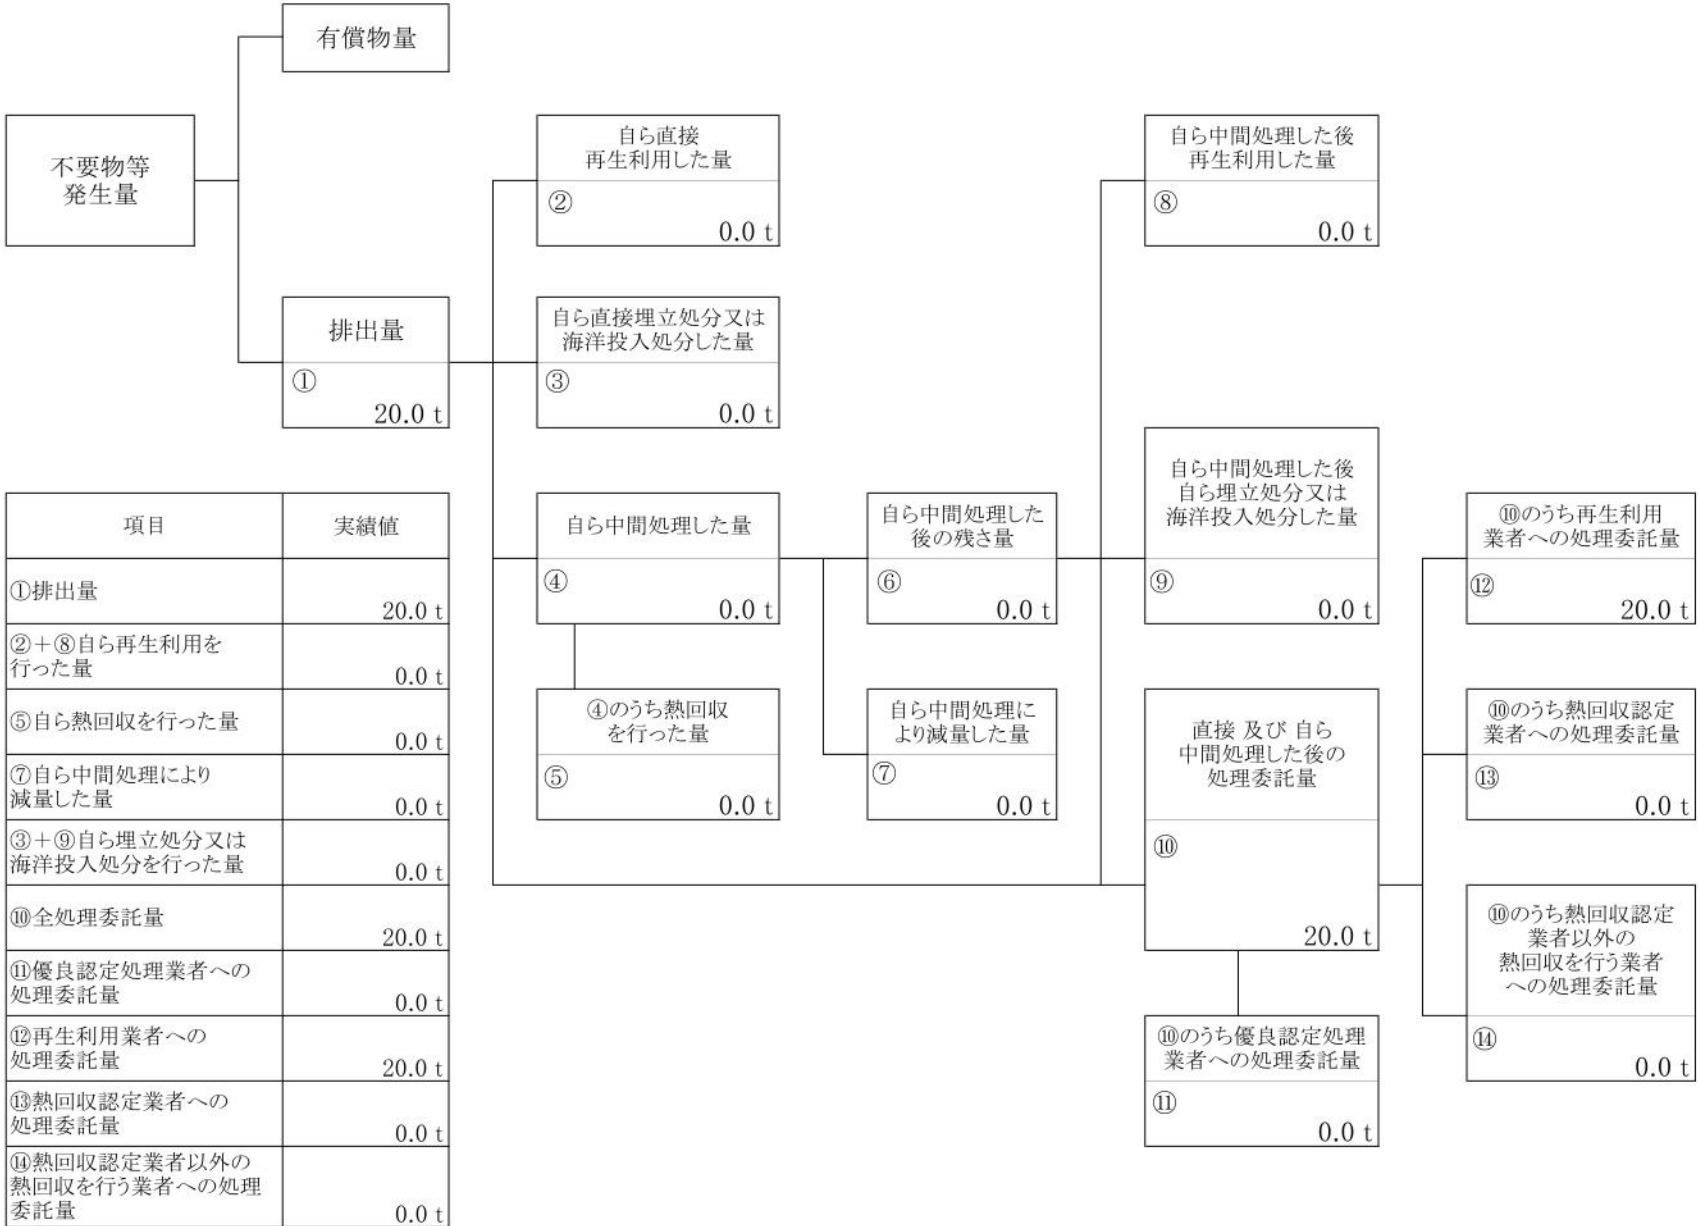 有償物量
不要物等
発生量
自ら直接
再生利用した量
②
0.0 t
自ら中間処理した後
再生利用した量
⑧
0.0 t
排出量
①
20.0 t
自ら直接埋立処分又は
海洋投入処分した量
③
0.0 t
自ら中間処理した量
④
0.0 t
自ら中間処理した
後の残さ量
⑥
0.0 t
自ら中間処理した後
自ら埋立処分又は
海洋投入処分した量
⑨
0.0 t
⑩のうち再生利用
業者への処理委託量
⑫
20.0 t
④のうち熱回収
を行った量
⑤
0.0 t
自ら中間処理に
より減量した量
⑦
0.0 t
直接 及び 自ら
中間処理した後の
処理委託量
⑩
20.0 t
⑩のうち熱回収認定
業者への処理委託量
⑬
0.0 t
⑩のうち熱回収認定
業者以外の
熱回収を行う業者
への処理委託量
⑭
0.0 t
⑩のうち優良認定処理
業者への処理委託量
⑪
0.0 t
項目 実績値
①排出量
20.0 t
②+⑧自ら再生利用を
行った量
0.0 t
⑤自ら熱回収を行った量
0.0 t
⑦自ら中間処理により
減量した量
0.0 t
③+⑨自ら埋立処分又は
海洋投入処分を行った量
0.0 t
⑩全処理委託量
20.0 t
⑪優良認定処理業者への
処理委託量
0.0 t
⑫再生利用業者への
処理委託量
20.0 t
⑬熱回収認定業者への
処理委託量
0.0 t
⑭熱回収認定業者以外の
熱回収を行う業者への処理
委託量
0.0 t